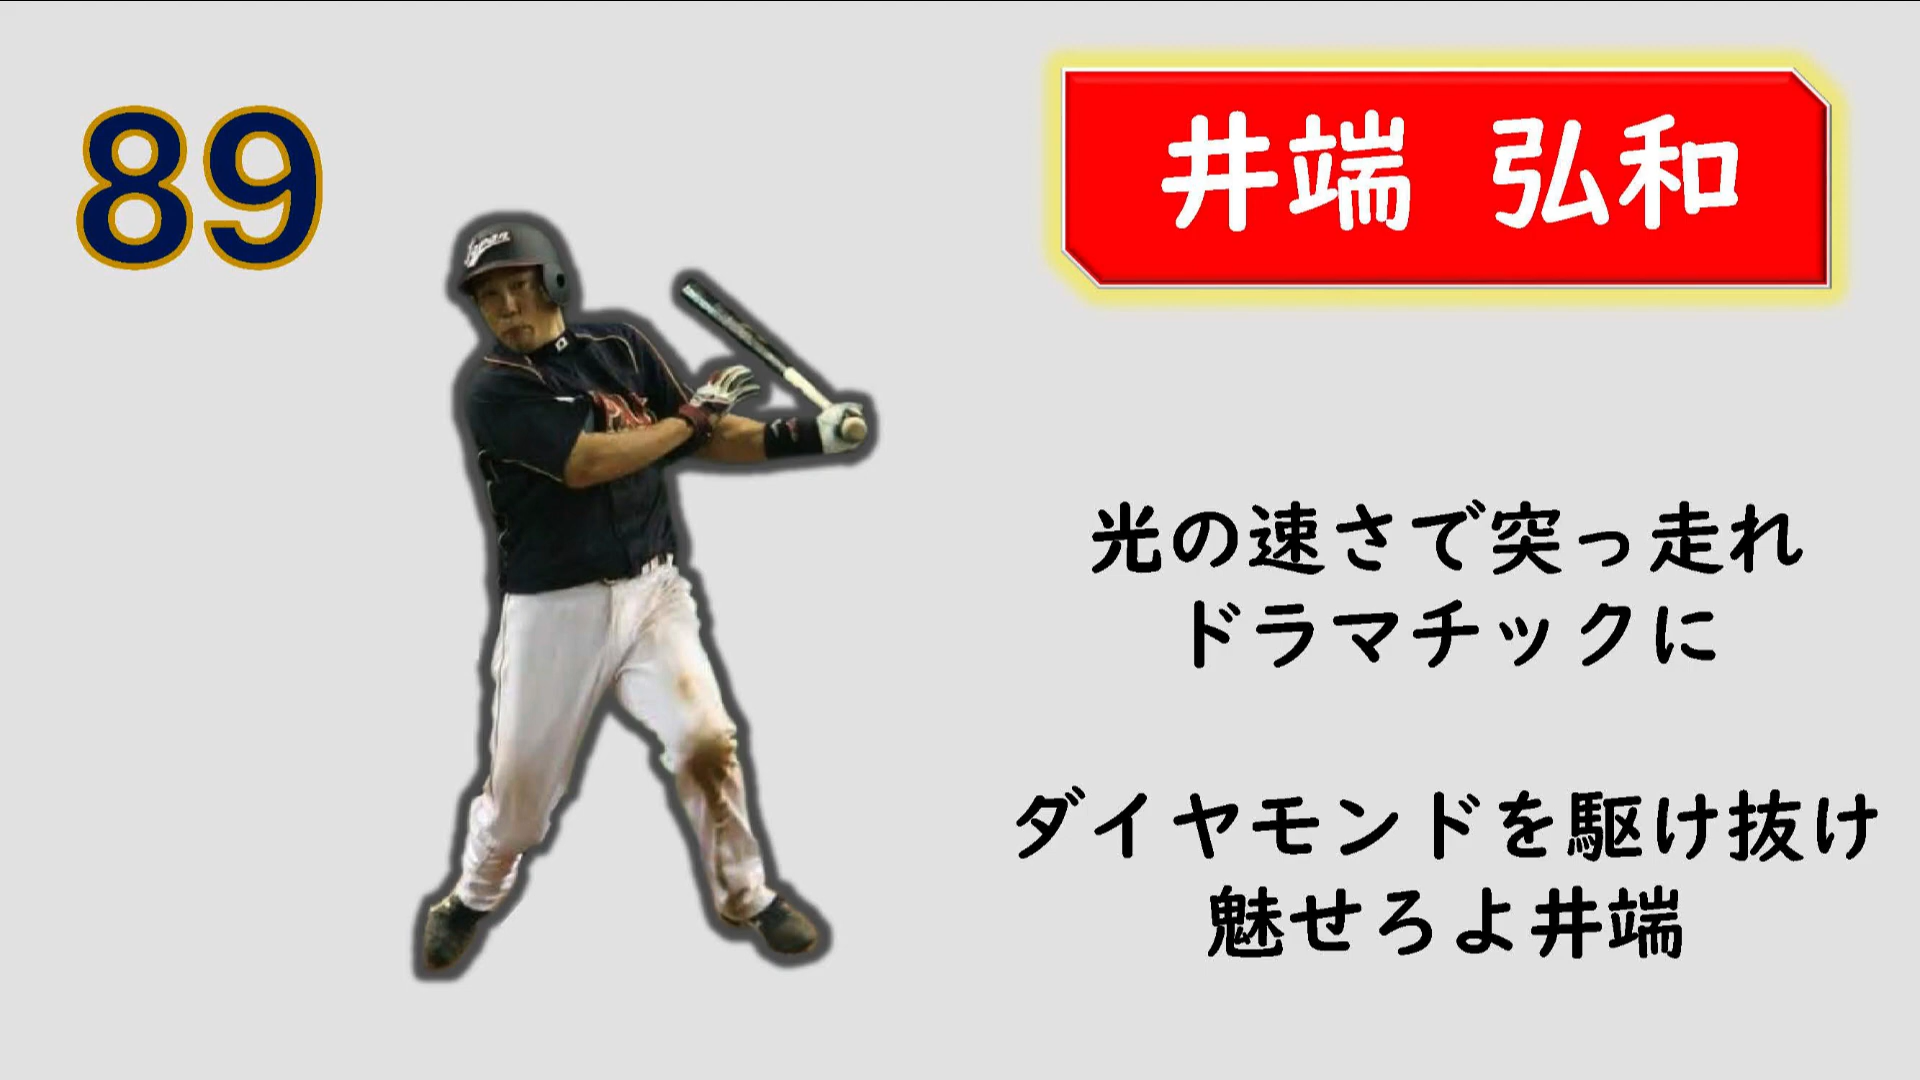 89
井端 弘和
Japan
光の速さで突っ走れ
ドラマチックに
ダイヤモンドを駆け抜け
魅せろよ井端